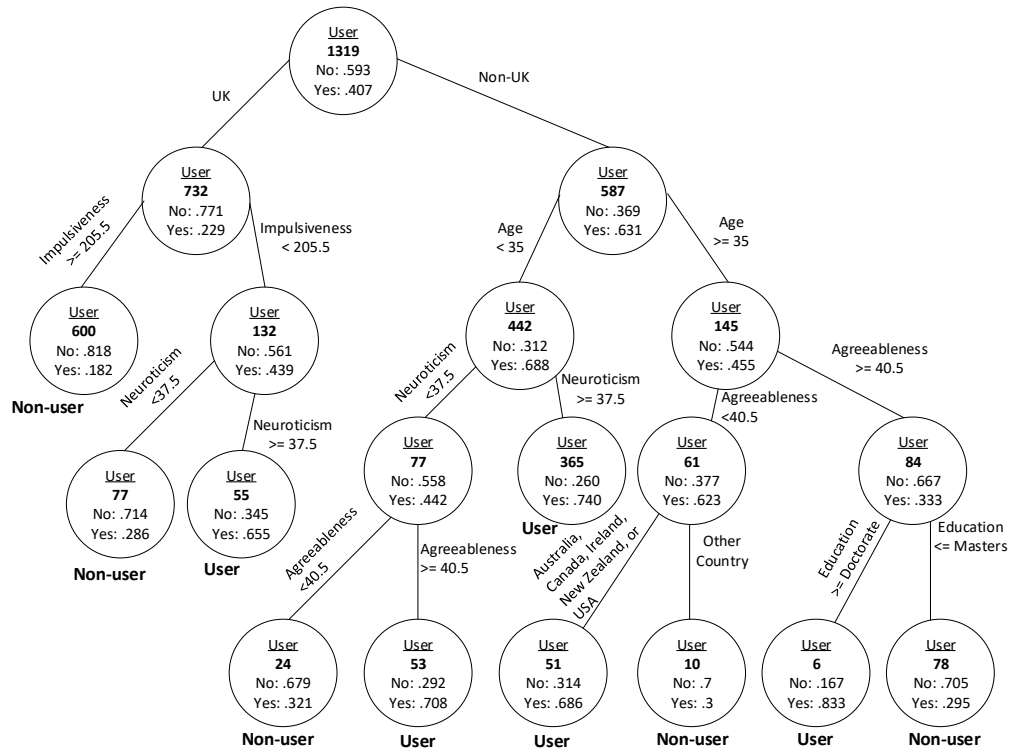 User
1319
No: .593
Yes: .407
UK
Non-UK
User
732
No: .771
Yes: .229
User
587
No: .369
Yes: .631
Impulsiveness
>= 205.5
Impulsiveness
< 205.5
Age
< 35
Age
>= 35
User
600
No: .818
Yes: .182
Non-user
User
132
No: .561
Yes: .439
User
442
No: .312
Yes: .688
User
145
No: .544
Yes: .455
Neuroticism
<37.5
Neuroticism
>= 37.5
Neuroticism
<37.5
Neuroticism
>= 37.5
Agreeableness
<40.5
Agreeableness
>= 40.5
User
77
No: .714
Yes: .286
Non-user
User
55
No: .345
Yes: .655
User
User
77
No: .558
Yes: .442
User
365
No: .260
Yes: .740
User
User
61
No: .377
Yes: .623
User
84
No: .667
Yes: .333
Agreeableness
<40.5
Agreeableness
>= 40.5
Australia,
Canada, Ireland,
New Zealand, or
USA
Other
Country
Education
>= Doctorate
Education
<= Masters
User
24
No: .679
Yes: .321
Non-user
User
53
No: .292
Yes: .708
User
User
51
No: .314
Yes: .686
User
User
10
No: .7
Yes: .3
Non-user
User
6
No: .167
Yes: .833
User
User
78
No: .705
Yes: .295
Non-user